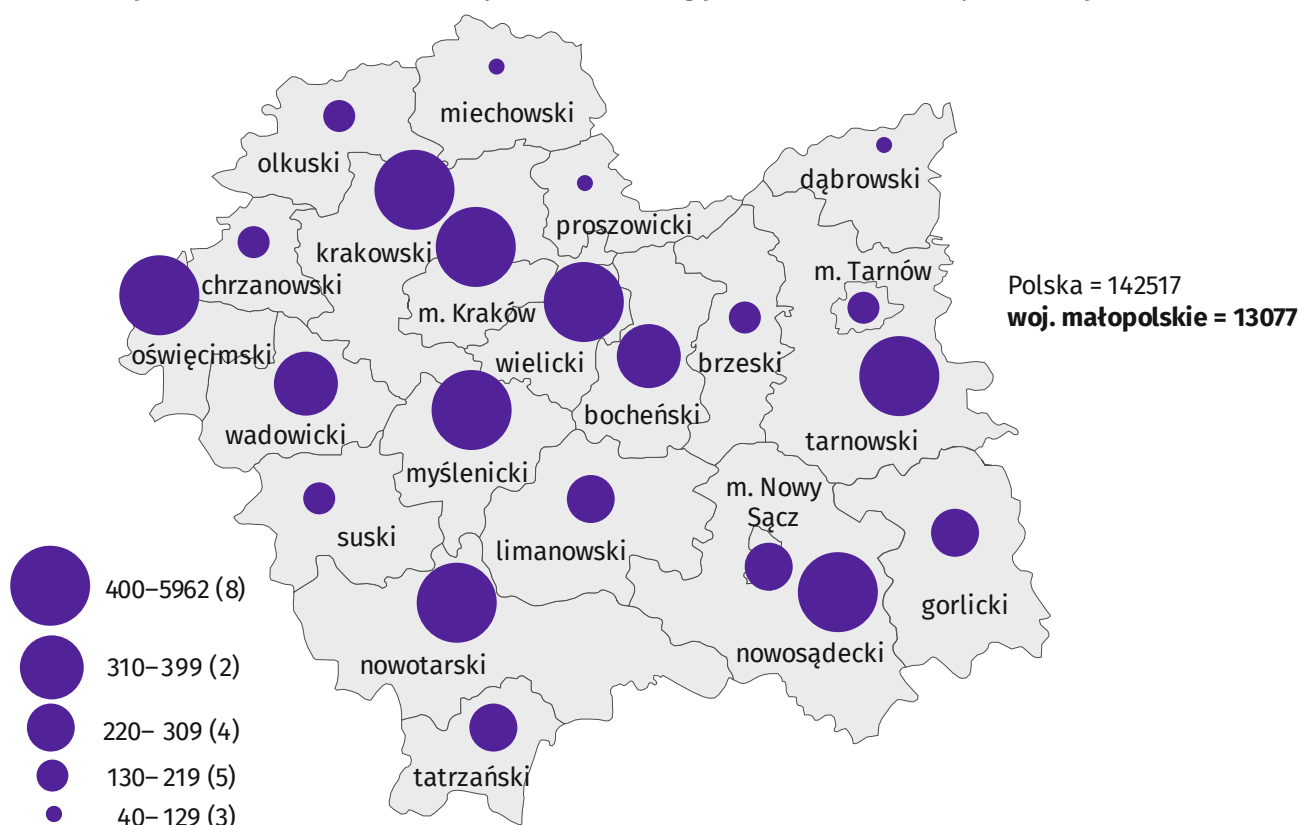 miechowski
olkuski
dąbrowski
proszowicki
krakowski
chrzanowski
m. Tarnów
m. Kraków
oświęcimski
wielicki
brzeski
bocheński
wadowicki
tarnowski
myślenicki
m. Nowy
Sącz
suski
limanowski
gorlicki
nowotarski
nowosądecki
tatrzański
Polska = 142517
woj. małopolskie = 13077
400–5962 (8)
310–399 (2)
220– 309 (4)
130–219 (5)
40–129 (3)